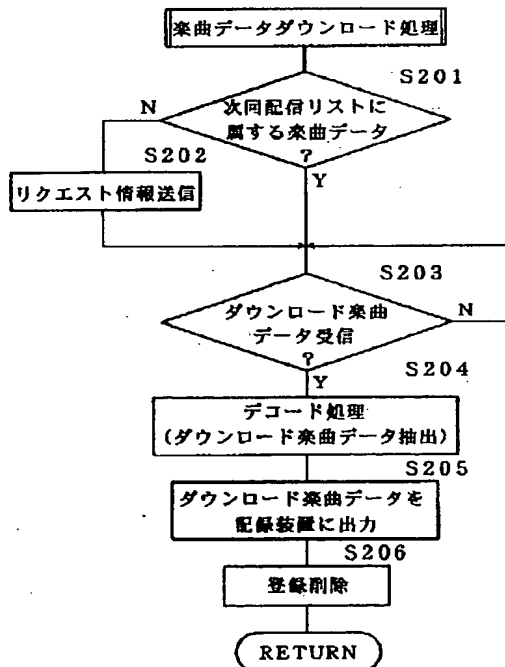 楽曲データダウンロード処理
S201
N
次回配信リストに
属する楽曲データ
?
S202
Y
リクエスト情報送信
S203
ダウンロード楽曲
データ受信
?
N
S204
Y
デコード処理
(ダウンロード楽曲データ抽出)
S205
ダウンロード楽曲データを
記録装置に出力
S206
登録削除
RETURN